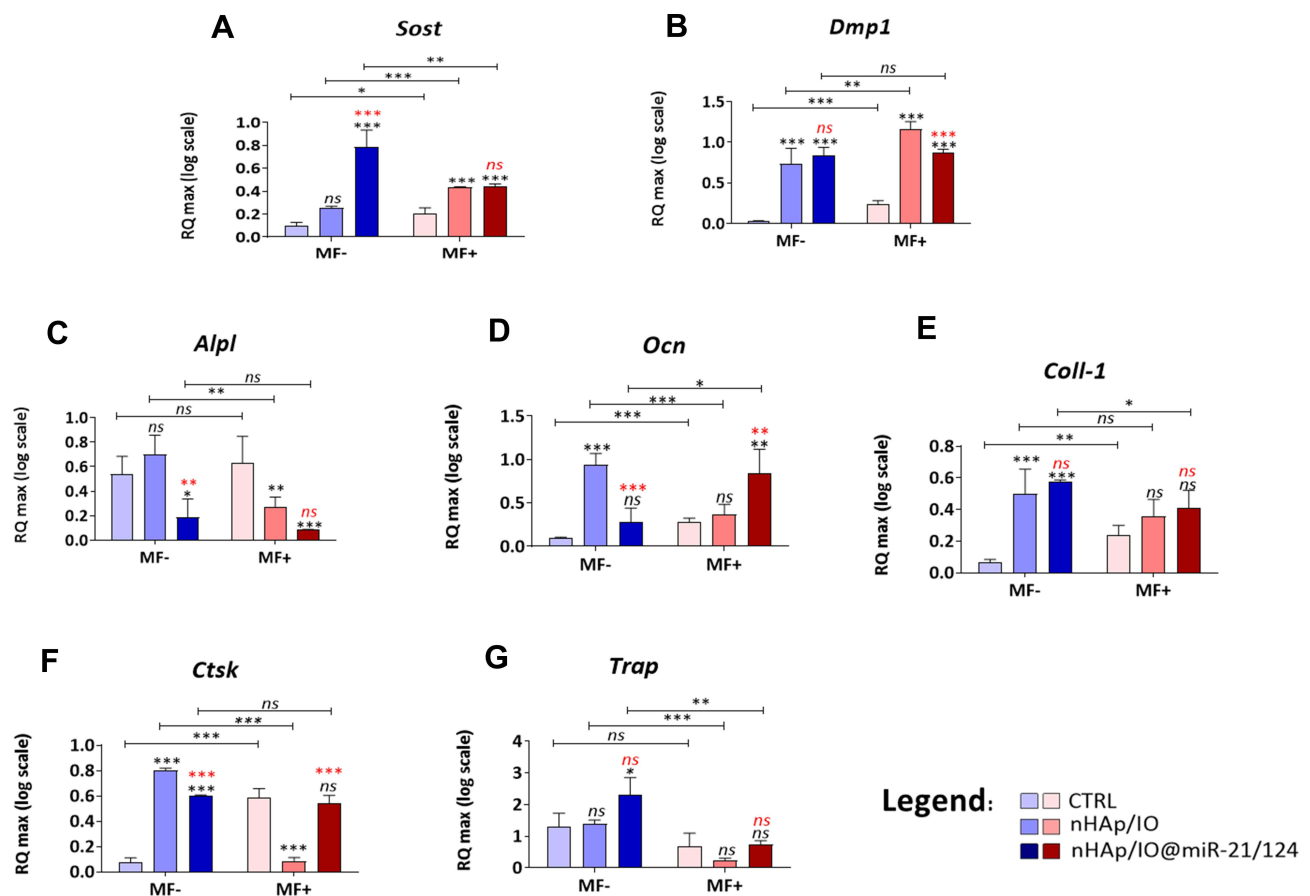 A
Sost
**
***
*
RQ max (log scale)
1.0
0.8
0.6
0.4
0.2
0.0
ns
***
***
***
ns
***
MF-
MF+
B
Dmp1
ns
**
***
RQ max (log scale)
1.5
1.0
0.5
0.0
***
ns
***
***
***
***
MF-
MF+
C
Alpl
ns
**
ns
RQ max (log scale)
1.0
0.8
0.6
0.4
0.2
0.0
ns
**
*
**
ns
***
MF-
MF+
D
Ocn
*
***
***
RQ max (log scale)
1.5
1.0
0.5
0.0
***
***
ns
ns
**
**
MF-
MF+
E
Coll-1
*
ns
**
RQ max (log scale)
0.8
0.6
0.4
0.2
0.0
***
ns
***
ns
ns
ns
MF-
MF+
F
Ctsk
ns
***
***
RQ max (log scale)
1.0
0.8
0.6
0.4
0.2
0.0
***
***
***
***
***
ns
MF-
MF+
G
Trap
**
***
ns
RQ max (log scale)
4
3
2
1
0
ns
ns
*
ns
ns
ns
MF-
MF+
Legend:
CTRL
nHAp/IO
nHAp/IO@miR-21/124